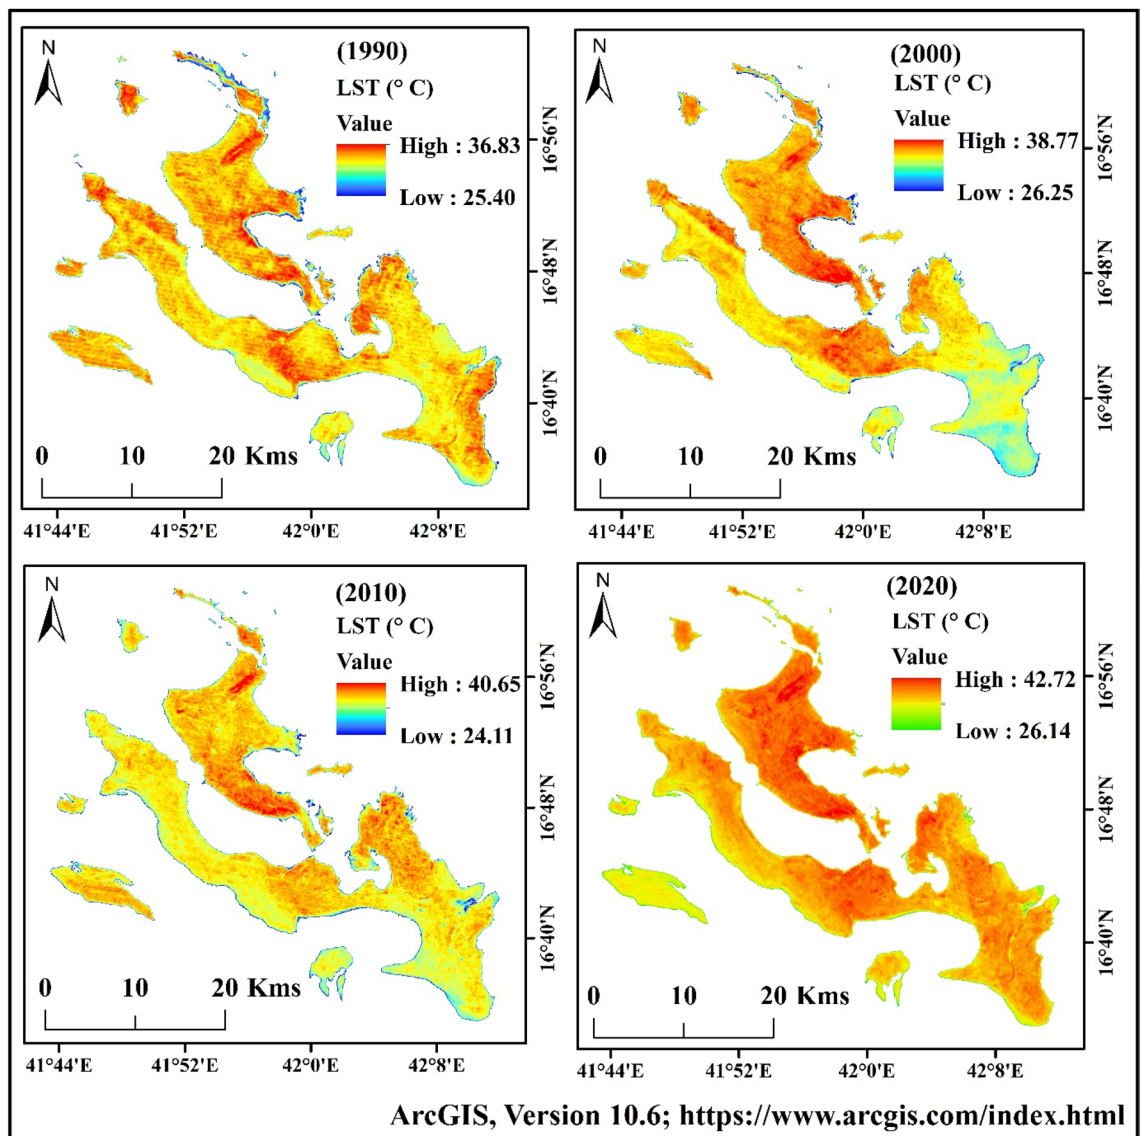 N
(1990)
LST (° C)
Value
High : 36.83
Low : 25.40
16°56'N
16°48'N
16°40'N
0 10 20 Kms
41°44'E 41°52'E 42°0'E 42°8'E
N
(2000)
LST (° C)
Value
High : 38.77
Low : 26.25
16°56'N
16°48'N
16°40'N
0 10 20 Kms
41°44'E 41°52'E 42°0'E 42°8'E
N
(2010)
LST (° C)
Value
High : 40.65
Low : 24.11
16°56'N
16°48'N
16°40'N
0 10 20 Kms
41°44'E 41°52'E 42°0'E 42°8'E
N
(2020)
LST (° C)
Value
High : 42.72
Low : 26.14
16°56'N
16°48'N
16°40'N
0 10 20 Kms
41°44'E 41°52'E 42°0'E 42°8'E
ArcGIS, Version 10.6; https://www.arcgis.com/index.html